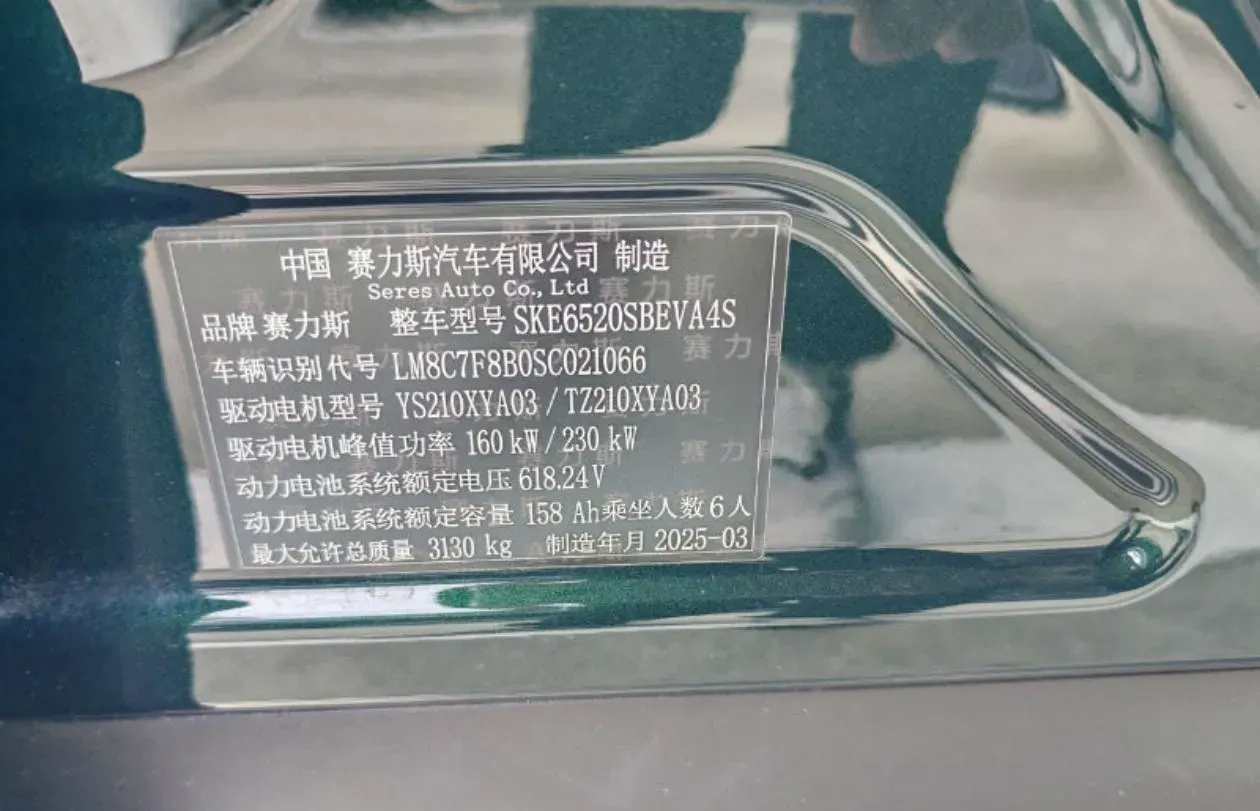 中国 赛力斯汽车有限公司 制造
Seres Auto Co., Ltd
品牌 赛力斯 整车型号 SKE6520SBEVA4S
车辆识别代号 LM8C7F8B0SC021066
驱动电机型号 YS210XYA03 / TZ210XYA03
驱动电机峰值功率 160 kW / 230 kW
动力电池系统额定电压 618.24V
动力电池系统额定容量 158 Ah 乘坐人数 6 人
最大允许总质量 3130 kg 制造年月 2025-03